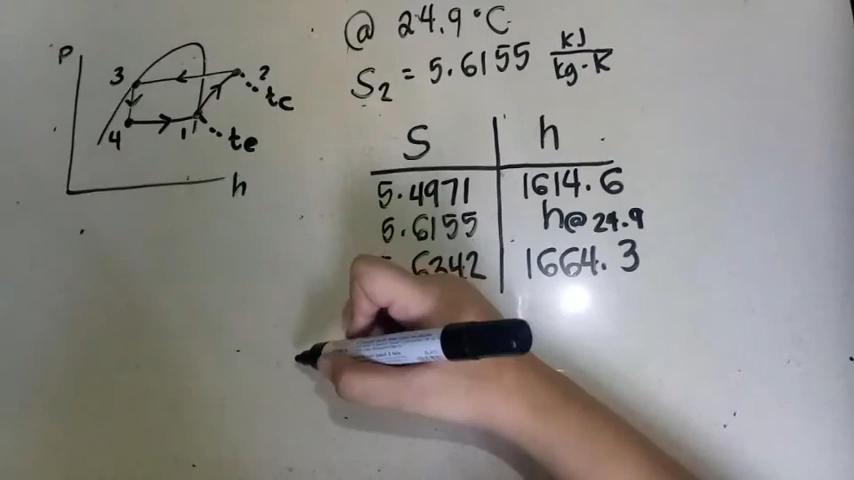 @ 24.9°C
S₂ = 5.6155 kJ/kg·K
P
3
2
tc
4
1
te
h
S h
5.4971 1614.6
5.6155 h@24.9
.6342 1664.3